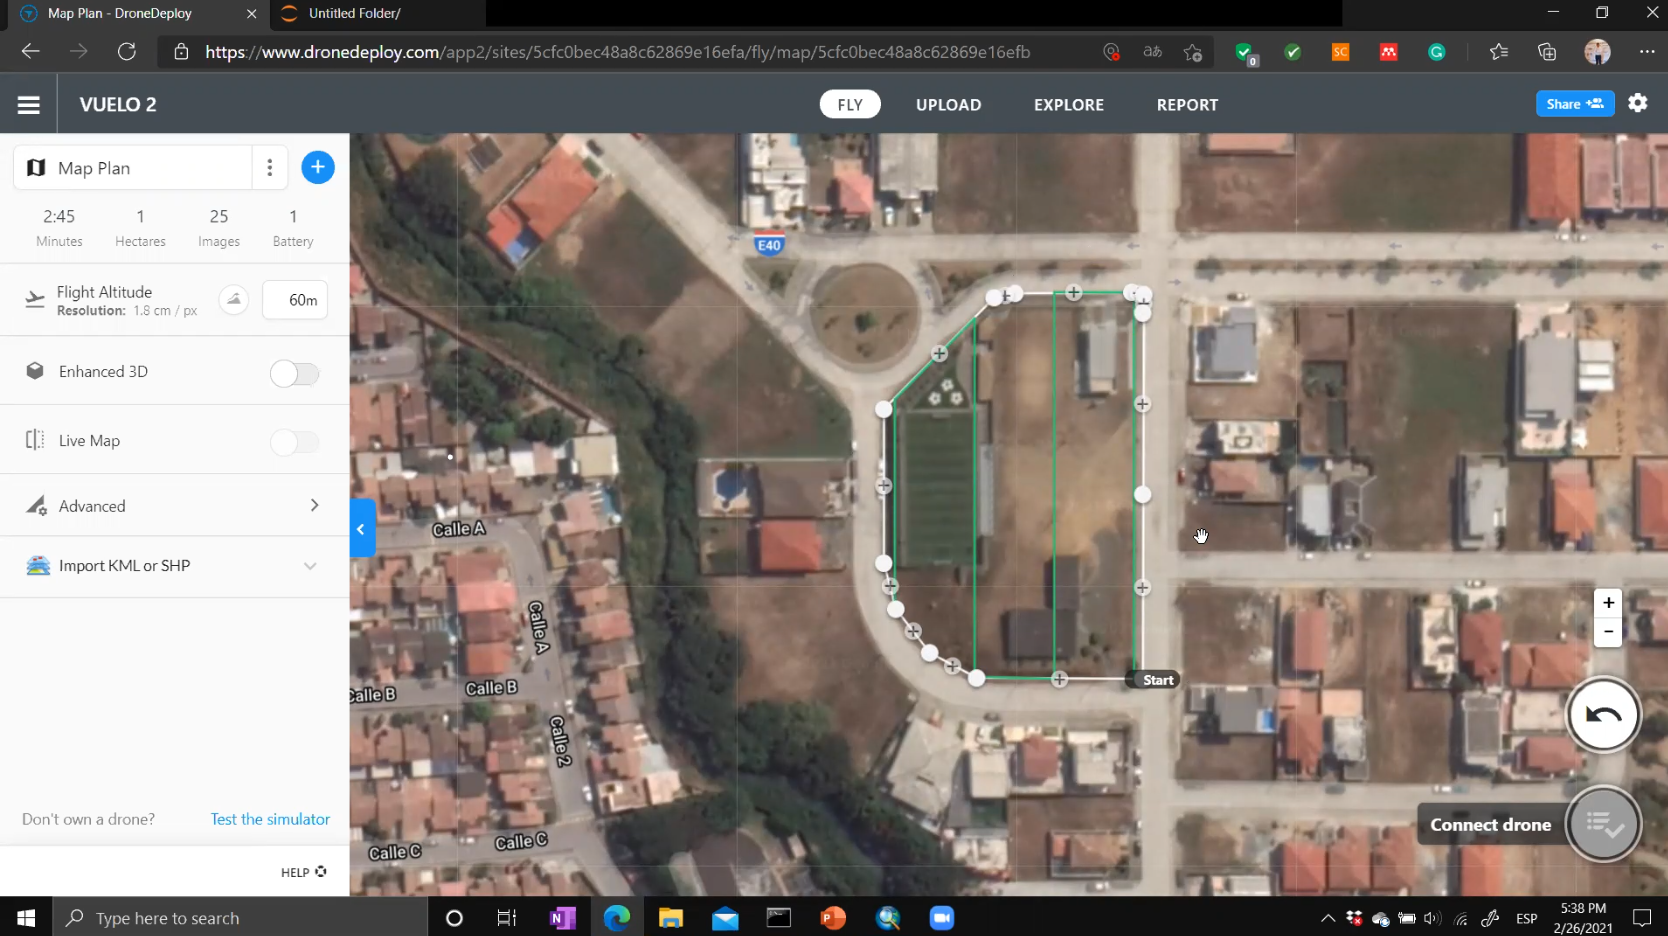 Map Plan - DroneDeploy
Untitled Folder/
https://www.dronedeploy.com/app2/sites/5cfc0bec48a8c62869e16efa/fly/map/5cfc0bec48a8c62869e16efb
aあ
SC
0
VUELO 2
FLY
UPLOAD
EXPLORE
REPORT
Share
Map Plan
2:45
1
25
1
Minutes
Hectares
Images
Battery
Flight Altitude
Resolution: 1.8 cm / px
60m
Enhanced 3D
Live Map
Advanced
Import KML or SHP
Don't own a drone?
Test the simulator
HELP
E40
Calle A
Calle A
Calle B
Calle B
Calle 2
Calle C
Calle C
Start
Connect drone
Type here to search
ESP
5:38 PM
2/26/2021